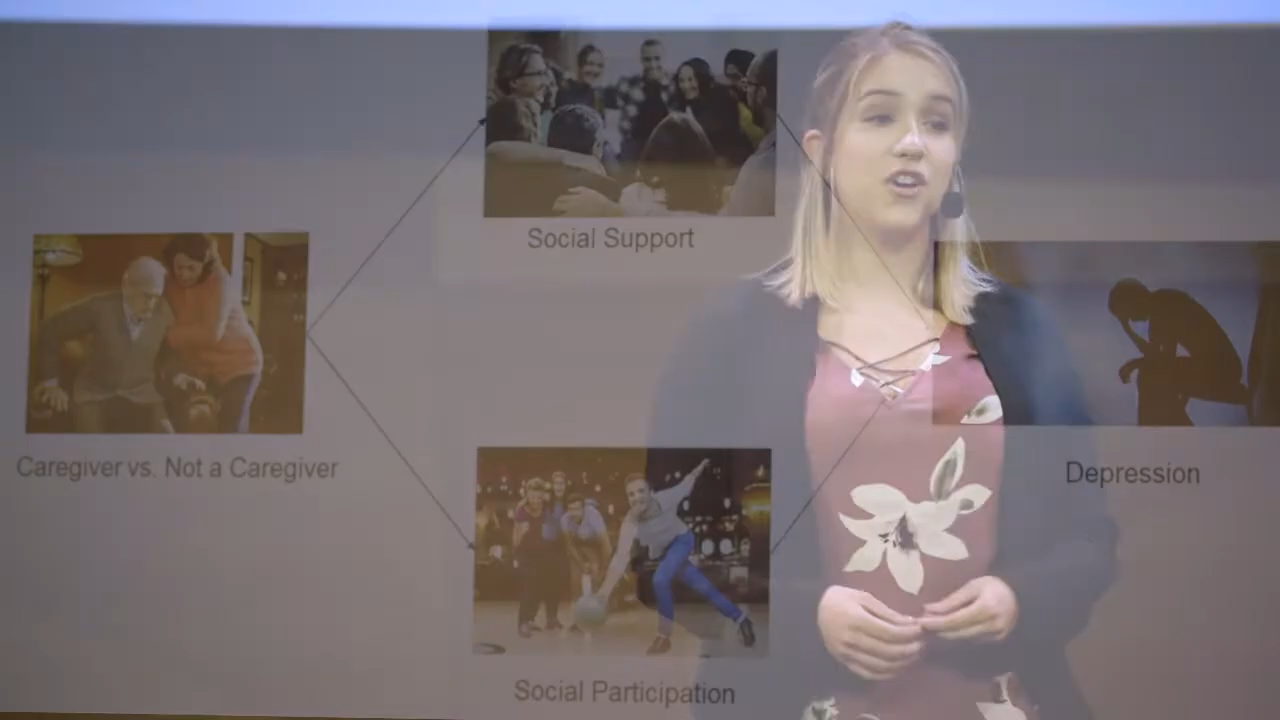 Social Support
Caregiver vs. Not a Caregiver
Depression
Social Participation